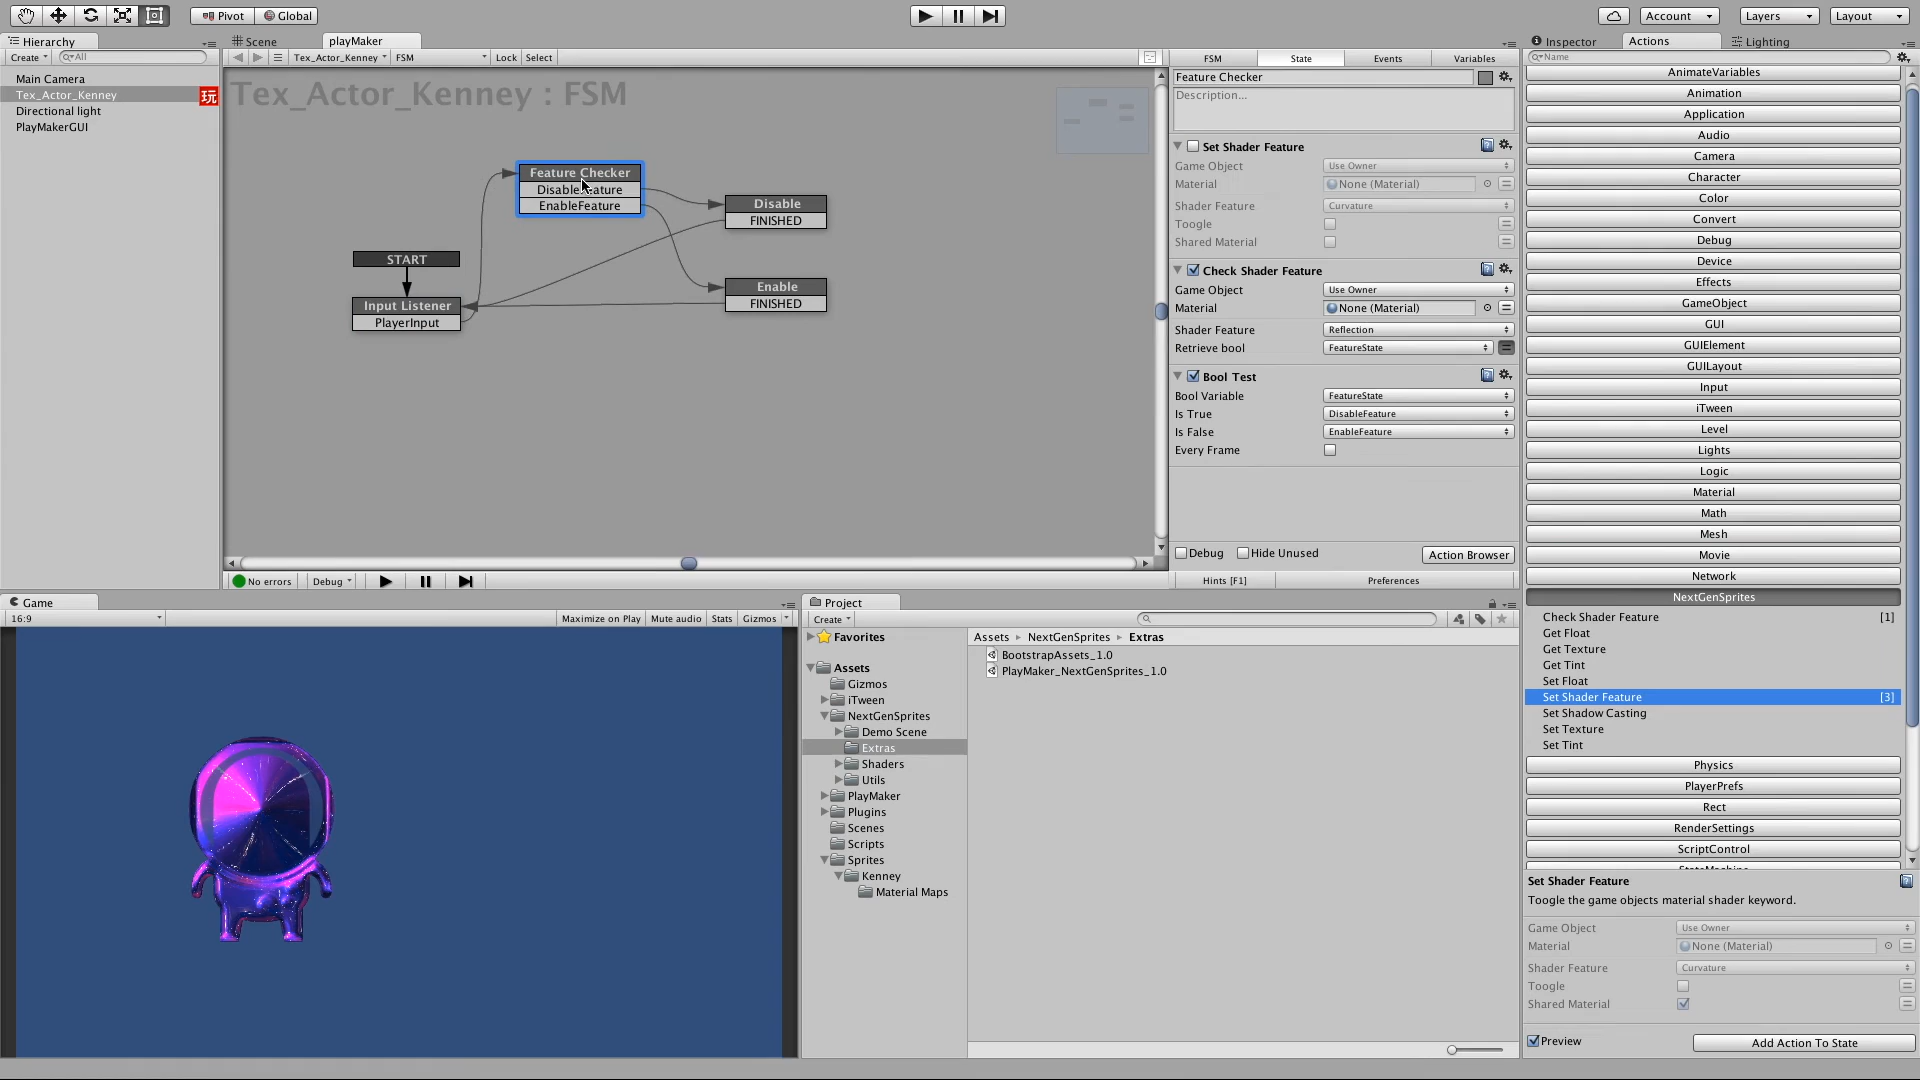 Pivot Global Account Layers Layout
Hierarchy Scene playMaker Inspector Actions Lighting
Create All Tex_Actor_Kenney FSM Lock Select FSM State Events Variables Name
Main Camera
Tex_Actor_Kenney 玩
Directional light
PlayMakerGUI
Tex_Actor_Kenney : FSM
Feature Checker
DisableFeature
EnableFeature
Disable
FINISHED
START
Input Listener
PlayerInput
Enable
FINISHED
No errors Debug
Feature Checker
Description...
Set Shader Feature
Game Object Use Owner
Material None (Material)
Shader Feature Curvature
Toogle
Shared Material
Check Shader Feature
Game Object Use Owner
Material None (Material)
Shader Feature Reflection
Retrieve bool FeatureState
Bool Test
Bool Variable FeatureState
Is True DisableFeature
Is False EnableFeature
Every Frame
Debug Hide Unused Action Browser
Hints [F1] Preferences
AnimateVariables
Animation
Application
Audio
Camera
Character
Color
Convert
Debug
Device
Effects
GameObject
GUI
GUIElement
GUILayout
Input
iTween
Level
Lights
Logic
Material
Math
Mesh
Movie
Network
NextGenSprites
Check Shader Feature [1]
Get Float
Get Texture
Get Tint
Set Float
Set Shader Feature [3]
Set Shadow Casting
Set Texture
Set Tint
Physics
PlayerPrefs
Rect
RenderSettings
ScriptControl
Set Shader Feature
Toogle the game objects material shader keyword.
Game Object Use Owner
Material None (Material)
Shader Feature Curvature
Toogle
Shared Material
Preview Add Action To State
Game
16:9 Maximize on Play Mute audio Stats Gizmos
Project
Create
Favorites
Assets
Gizmos
iTween
NextGenSprites
Demo Scene
Extras
Shaders
Utils
PlayMaker
Plugins
Scenes
Scripts
Sprites
Kenney
Material Maps
Assets NextGenSprites Extras
BootstrapAssets_1.0
PlayMaker_NextGenSprites_1.0